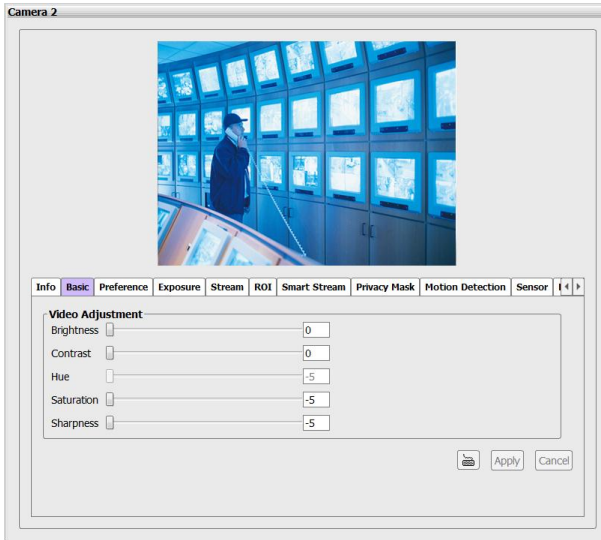 Camera 2
Info Basic Preference Exposure Stream ROI Smart Stream Privacy Mask Motion Detection Sensor
Video Adjustment
Brightness 0
Contrast 0
Hue -5
Saturation -5
Sharpness -5
Apply Cancel